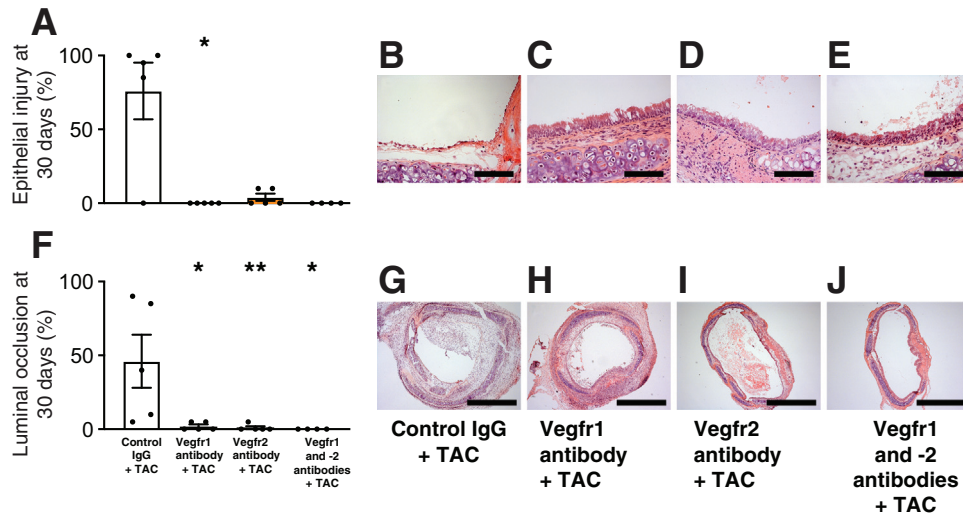 A
Epithelial injury at
30 days (%)
100
50
0
*
B
C
D
E
F
Luminal occlusion at
30 days (%)
100
50
0
*
**
*
Control
IgG
+ TAC
Vegfr1
antibody
+ TAC
Vegfr2
antibody
+ TAC
Vegfr1
and -2
antibodies
+ TAC
G
H
I
J
Control IgG
+ TAC
Vegfr1
antibody
+ TAC
Vegfr2
antibody
+ TAC
Vegfr1
and -2
antibodies
+ TAC